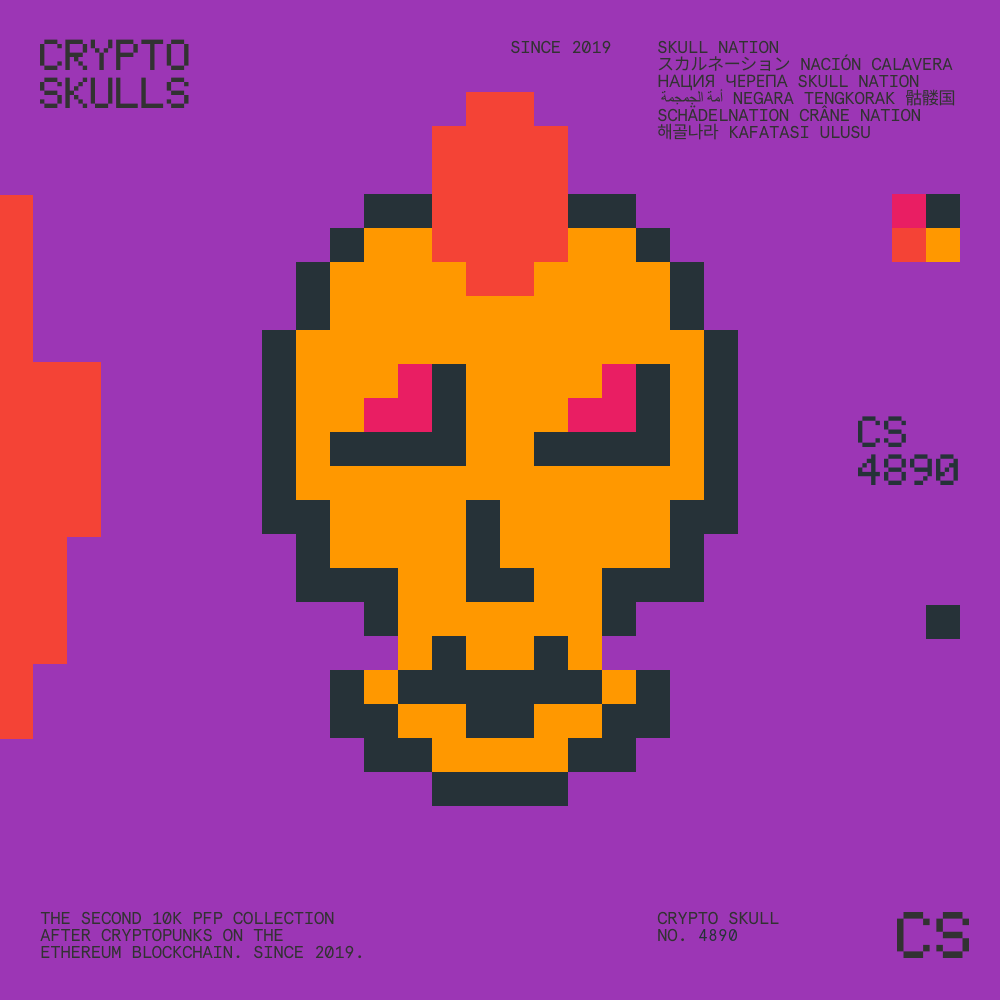 CRYPTO
SKULLS
SINCE 2019
SKULL NATION
スカルネーション NACIÓN CALAVERA
НАЦИЯ ЧЕРЕПА SKULL NATION
أمة الجمجمة NEGARA TENGKORAK 骷髅国
SCHÄDELNATION CRÂNE NATION
해골나라 KAFATASI ULUSU
CS
4890
THE SECOND 10K PFP COLLECTION
AFTER CRYPTOPUNKS ON THE
ETHEREUM BLOCKCHAIN. SINCE 2019.
CRYPTO SKULL
NO. 4890
CS